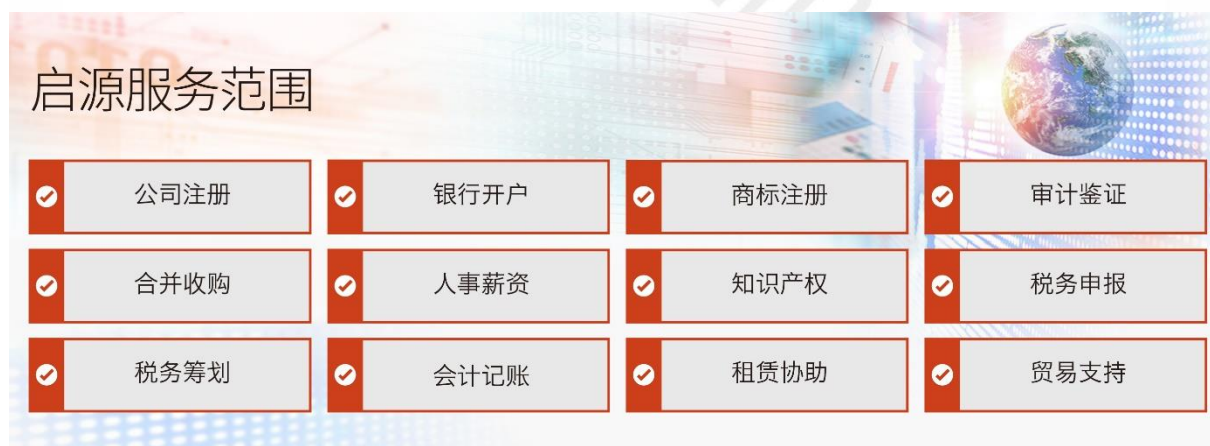 启源服务范围
公司注册 银行开户 商标注册 审计鉴证
合并收购 人事薪资 知识产权 税务申报
税务筹划 会计记账 租赁协助 贸易支持